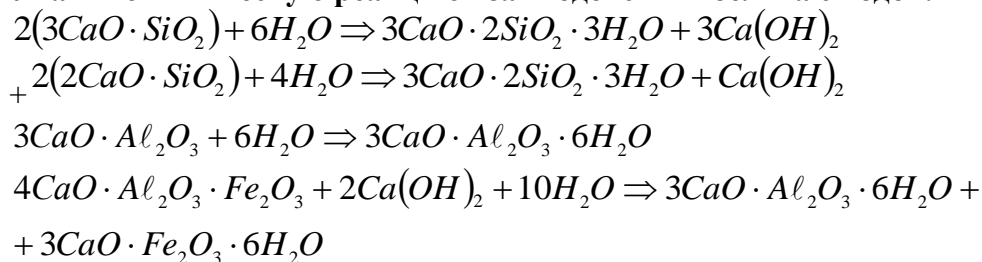 2(3CaO·SiO₂)+6H₂O⇒3CaO·2SiO₂·3H₂O+3Ca(OH)₂
+ 2(2CaO·SiO₂)+4H₂O⇒3CaO·2SiO₂·3H₂O+Ca(OH)₂
3CaO·Aℓ₂O₃+6H₂O⇒3CaO·Aℓ₂O₃·6H₂O
4CaO·Aℓ₂O₃·Fe₂O₃+2Ca(OH)₂+10H₂O⇒3CaO·Aℓ₂O₃·6H₂O+
+3CaO·Fe₂O₃·6H₂O